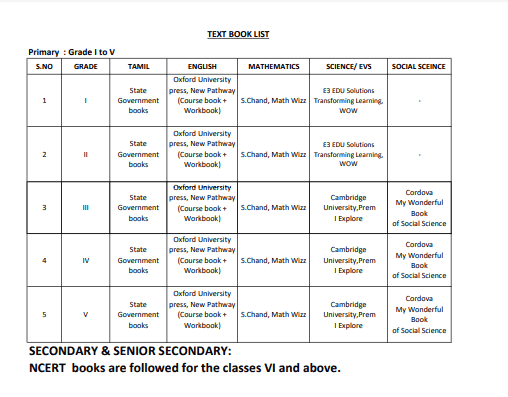 TEXT BOOK LIST
Primary : Grade I to V
S.NO GRADE TAMIL ENGLISH MATHEMATICS SCIENCE/ EVS SOCIAL SCEINCE
1 I State Government books Oxford University press, New Pathway (Course book + Workbook) S.Chand, Math Wizz E3 EDU Solutions Transforming Learning, WOW -
2 II State Government books Oxford University press, New Pathway (Course book + Workbook) S.Chand, Math Wizz E3 EDU Solutions Transforming Learning, WOW -
3 III State Government books Oxford University press, New Pathway (Course book + Workbook) S.Chand, Math Wizz Cambridge University,Prem I Explore Cordova My Wonderful Book of Social Science
4 IV State Government books Oxford University press, New Pathway (Course book + Workbook) S.Chand, Math Wizz Cambridge University,Prem I Explore Cordova My Wonderful Book of Social Science
5 V State Government books Oxford University press, New Pathway (Course book + Workbook) S.Chand, Math Wizz Cambridge University,Prem I Explore Cordova My Wonderful Book of Social Science
SECONDARY & SENIOR SECONDARY:
NCERT books are followed for the classes VI and above.